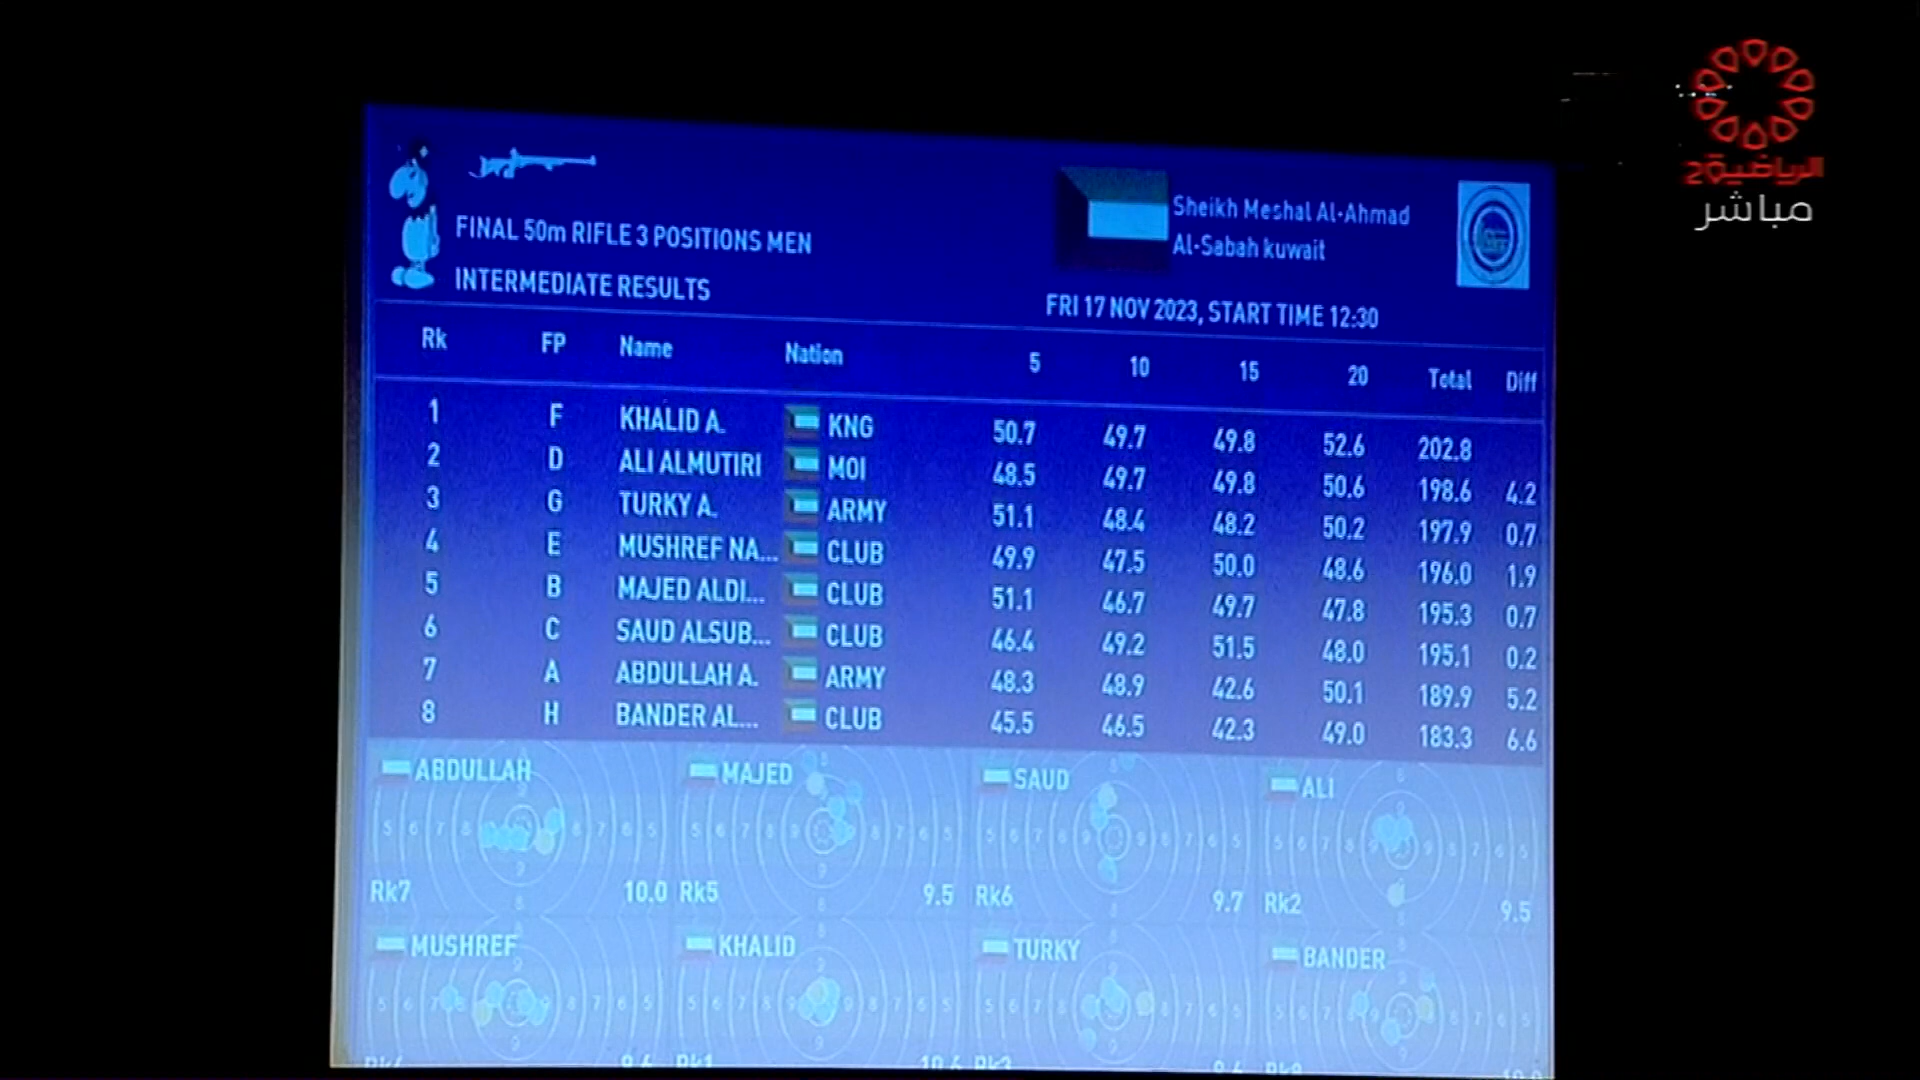 الرياضية 2
مباشر
FINAL 50m RIFLE 3 POSITIONS MEN
INTERMEDIATE RESULTS
Sheikh Meshal Al-Ahmad
Al-Sabah kuwait
FRI 17 NOV 2023, START TIME 12:30
Rk FP Name Nation 5 10 15 20 Total Diff
1 F KHALID A. KNG 50.7 49.7 49.8 52.6 202.8
2 D ALI ALMUTIRI MOI 48.5 49.7 49.8 50.6 198.6 4.2
3 G TURKY A. ARMY 51.1 48.4 48.2 50.2 197.9 0.7
4 E MUSHREF NA... CLUB 49.9 47.5 50.0 48.6 196.0 1.9
5 B MAJED ALDI... CLUB 51.1 46.7 49.7 47.8 195.3 0.7
6 C SAUD ALSUB... CLUB 46.4 49.2 51.5 48.0 195.1 0.2
7 A ABDULLAH A. ARMY 48.3 48.9 42.6 50.1 189.9 5.2
8 H BANDER AL... CLUB 45.5 46.5 42.3 49.0 183.3 6.6
ABDULLAH MAJED SAUD ALI
Rk7 10.0 Rk5 9.5 Rk6 9.7 Rk2 9.5
MUSHREF KHALID TURKY BANDER